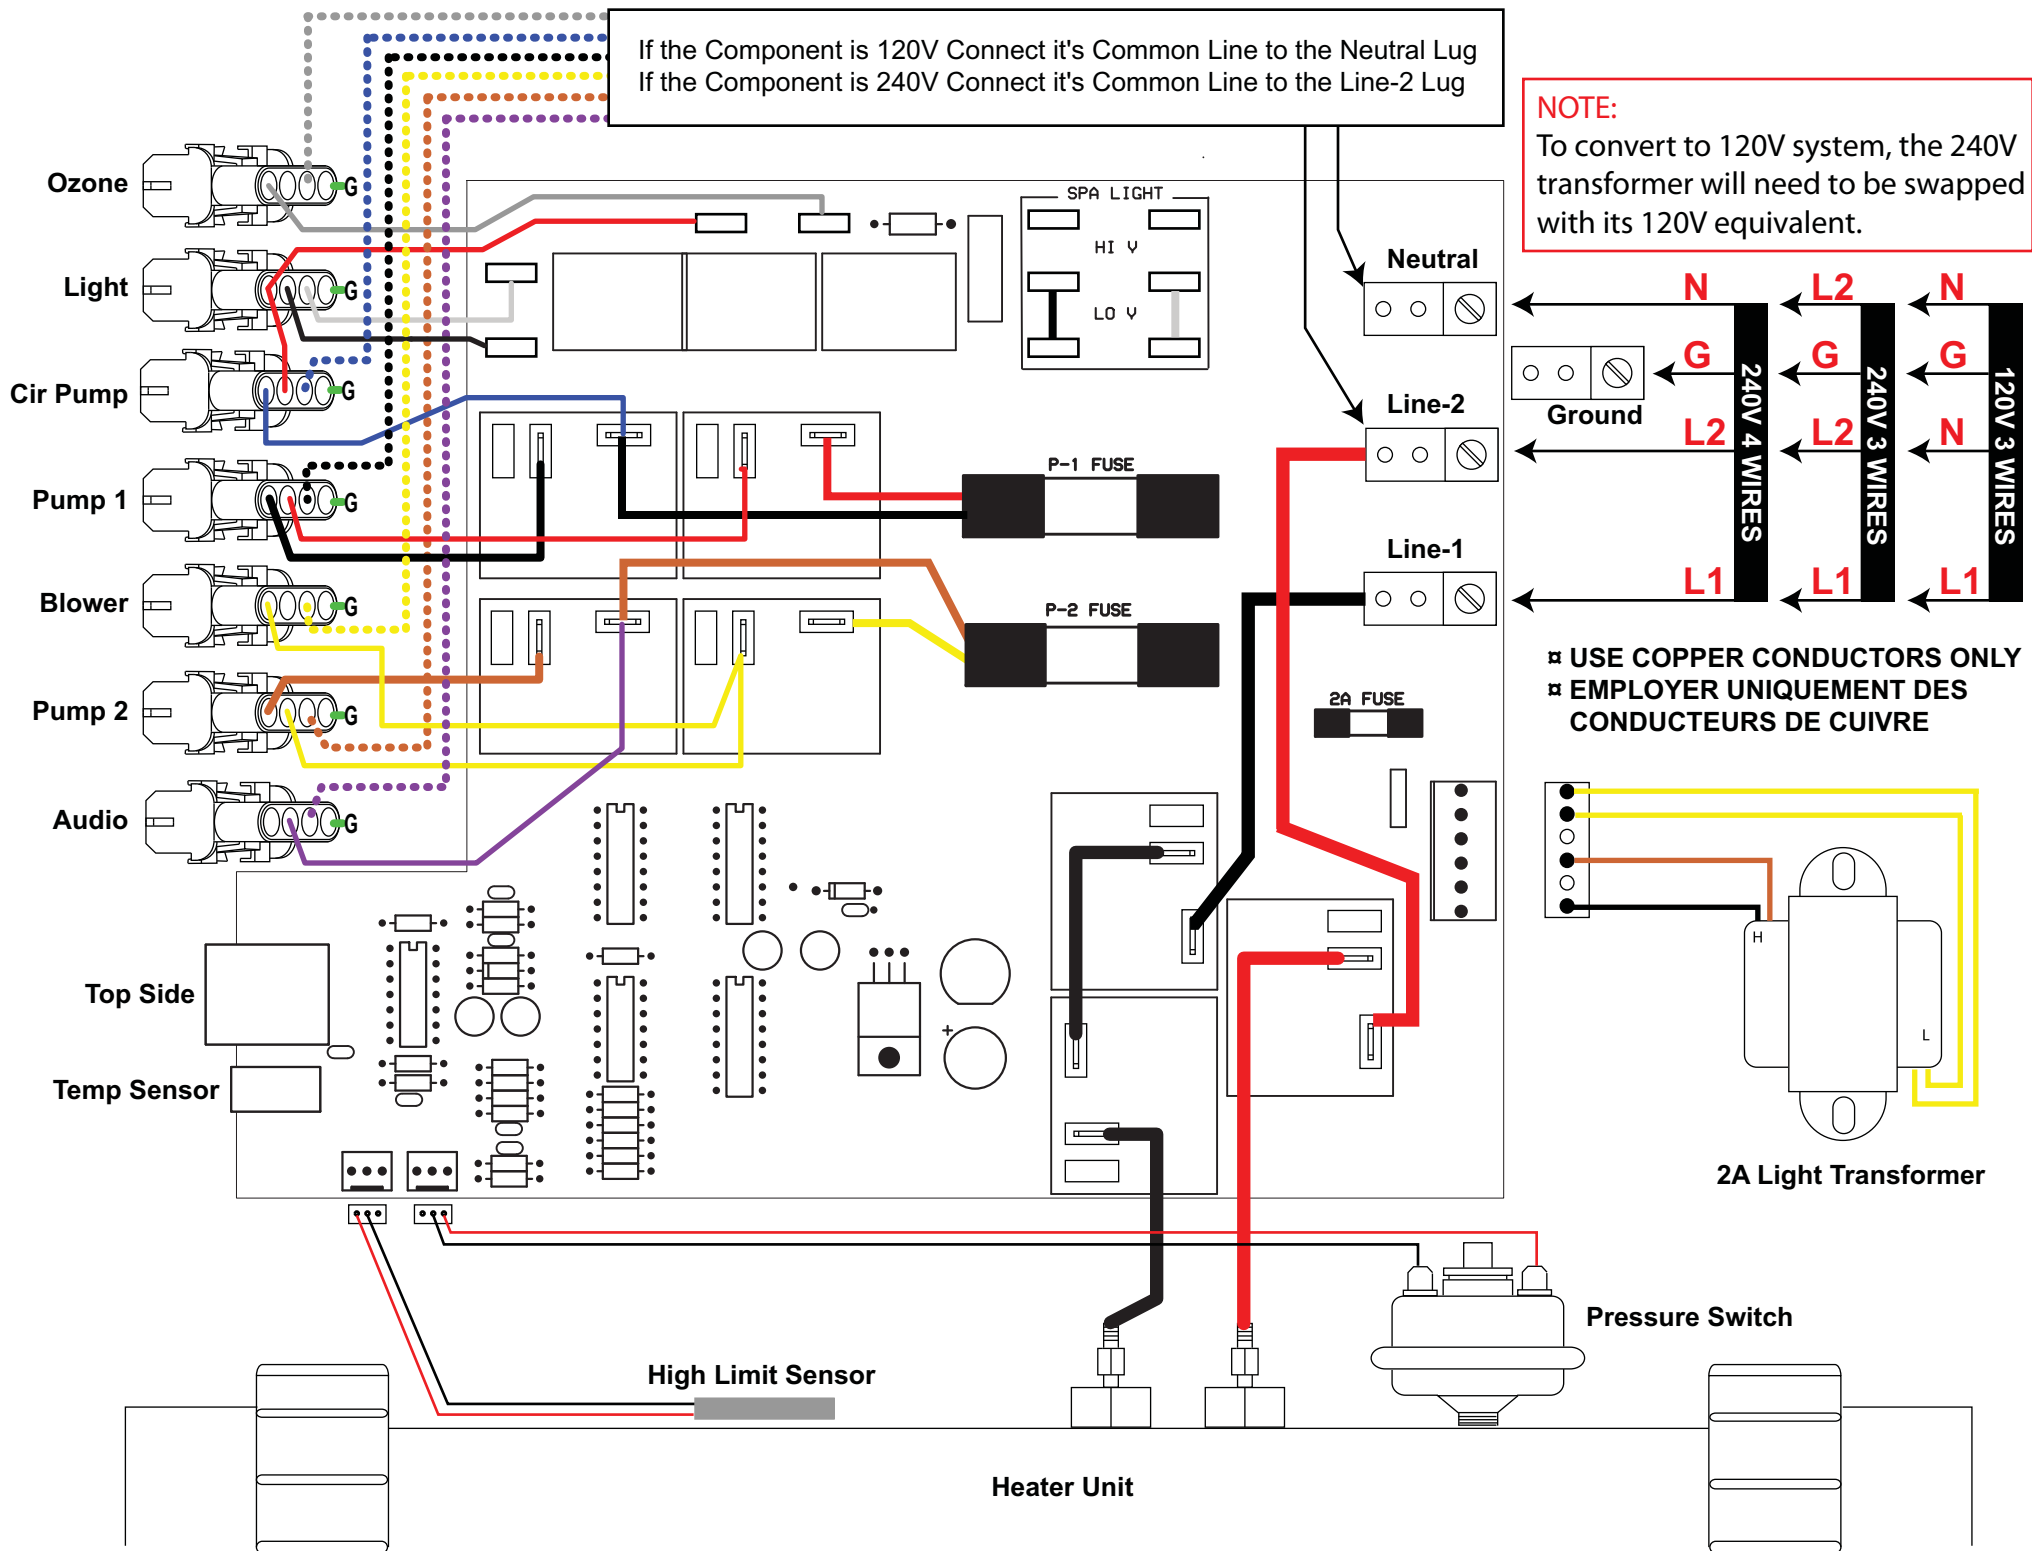 If the Component is 120V Connect it's Common Line to the Neutral Lug
If the Component is 240V Connect it's Common Line to the Line-2 Lug
NOTE:
To convert to 120V system, the 240V
transformer will need to be swapped
with its 120V equivalent.
Ozone
G
Light
G
Cir Pump
G
Pump 1
G
Blower
G
Pump 2
G
Audio
G
SPA LIGHT
HI V
LO V
Neutral
Ground
Line-2
Line-1
P-1 FUSE
P-2 FUSE
2A FUSE
N
G
L2
L1
240V 4 WIRES
L2
G
L2
L1
240V 3 WIRES
N
G
N
L1
120V 3 WIRES
¤ USE COPPER CONDUCTORS ONLY
¤ EMPLOYER UNIQUEMENT DES
CONDUCTEURS DE CUIVRE
H
L
2A Light Transformer
Top Side
Temp Sensor
+
Pressure Switch
High Limit Sensor
Heater Unit